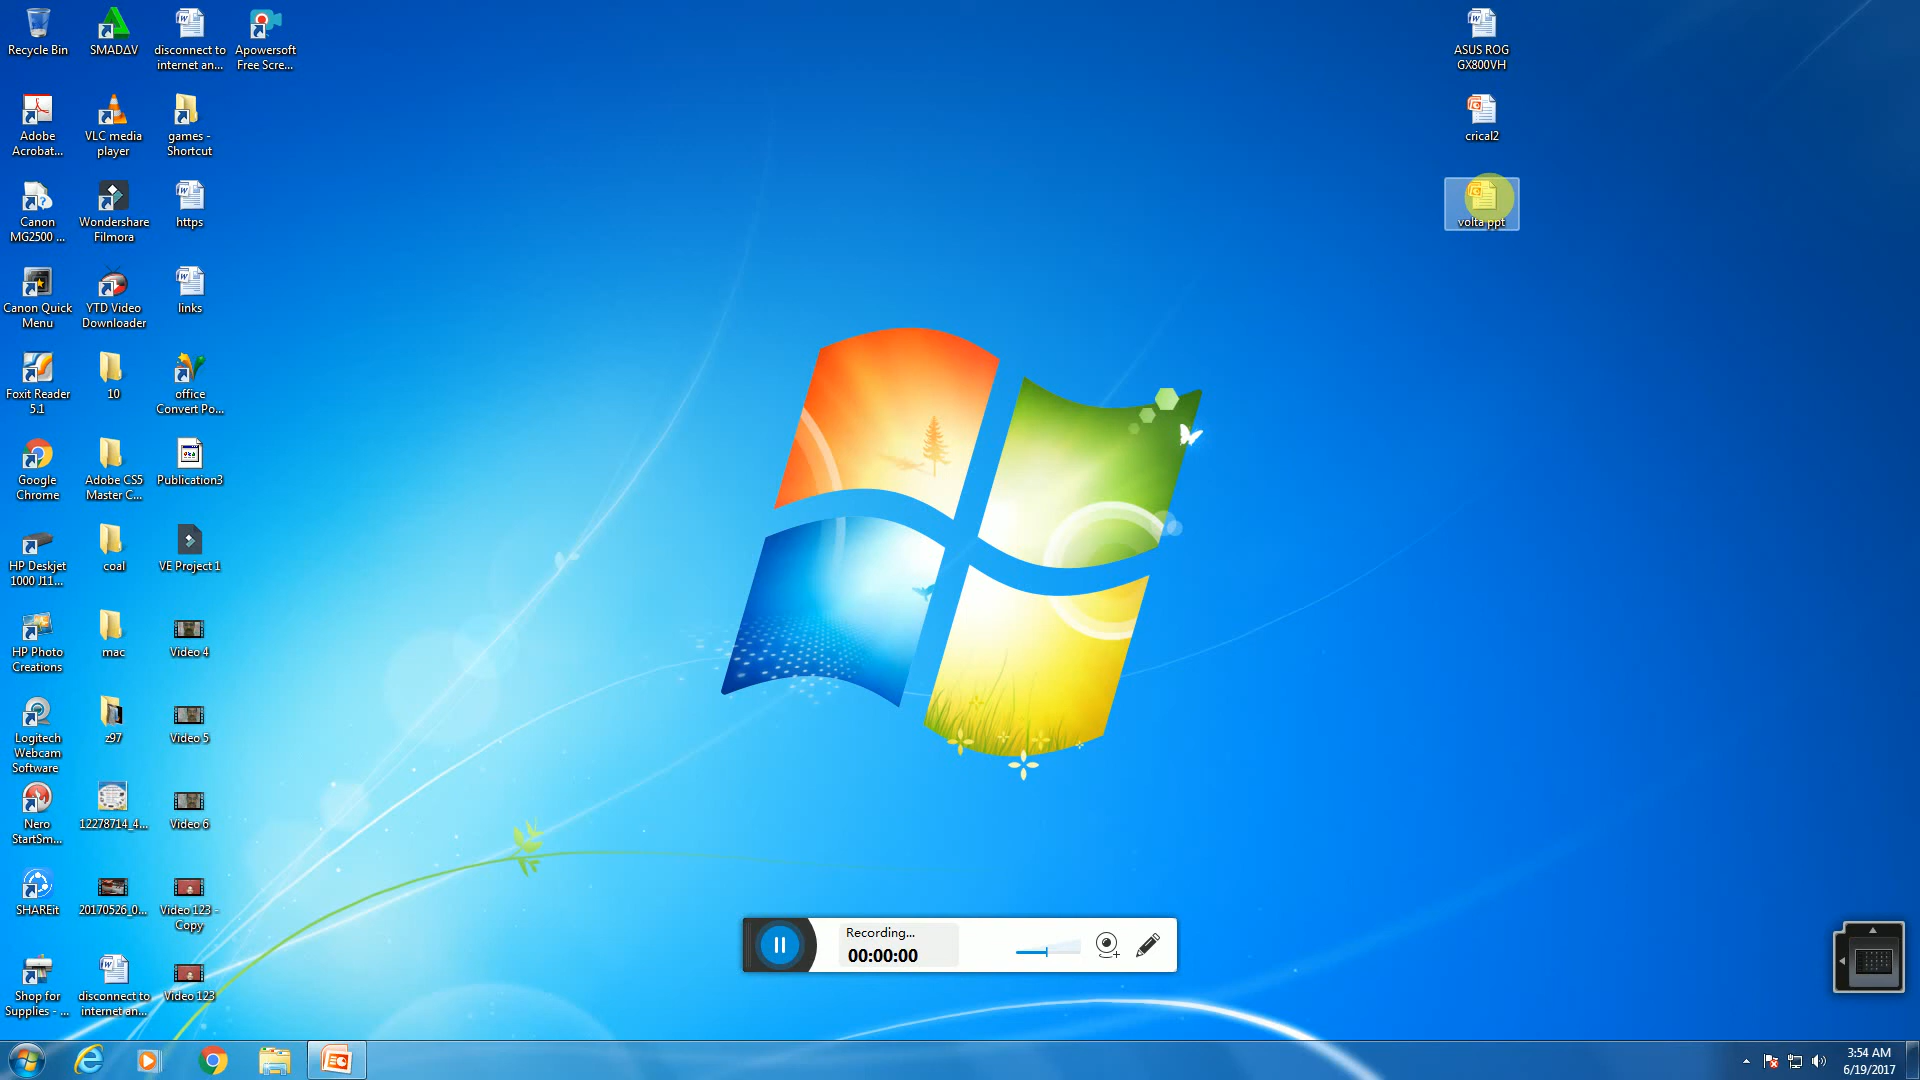 Recycle Bin
SMADΔV
disconnect to
internet an...
Apowersoft
Free Scre...
ASUS ROG
GX800VH
Adobe
Acrobat...
VLC media
player
games -
Shortcut
crical2
Canon
MG2500 ...
Wondershare
Filmora
https
volta ppt
Canon Quick
Menu
YTD Video
Downloader
links
Foxit Reader
5.1
10
office
Convert Po...
Google
Chrome
Adobe CS5
Master C...
Publication3
HP Deskjet
1000 J11...
coal
VE Project 1
HP Photo
Creations
mac
Video 4
Logitech
Webcam
Software
z97
Video 5
Nero
StartSm...
12278714_4...
Video 6
SHAREit
20170526_0...
Video 123 -
Copy
Shop for
Supplies - ...
disconnect to
internet an...
Video 123
Recording...
00:00:00
3:54 AM
6/19/2017